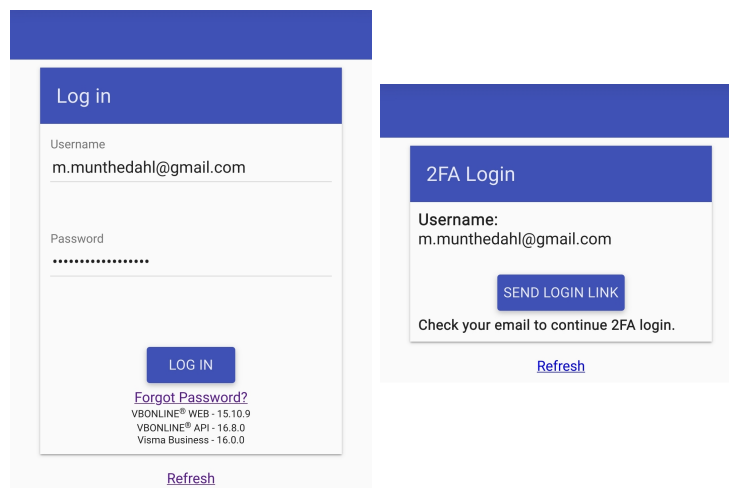 Log in
Username
m.munthedahl@gmail.com
Password
••••••••••••••••••
LOG IN
Forgot Password?
VBONLINE® WEB - 15.10.9
VBONLINE® API - 16.8.0
Visma Business - 16.0.0
Refresh
2FA Login
Username:
m.munthedahl@gmail.com
SEND LOGIN LINK
Check your email to continue 2FA login.
Refresh